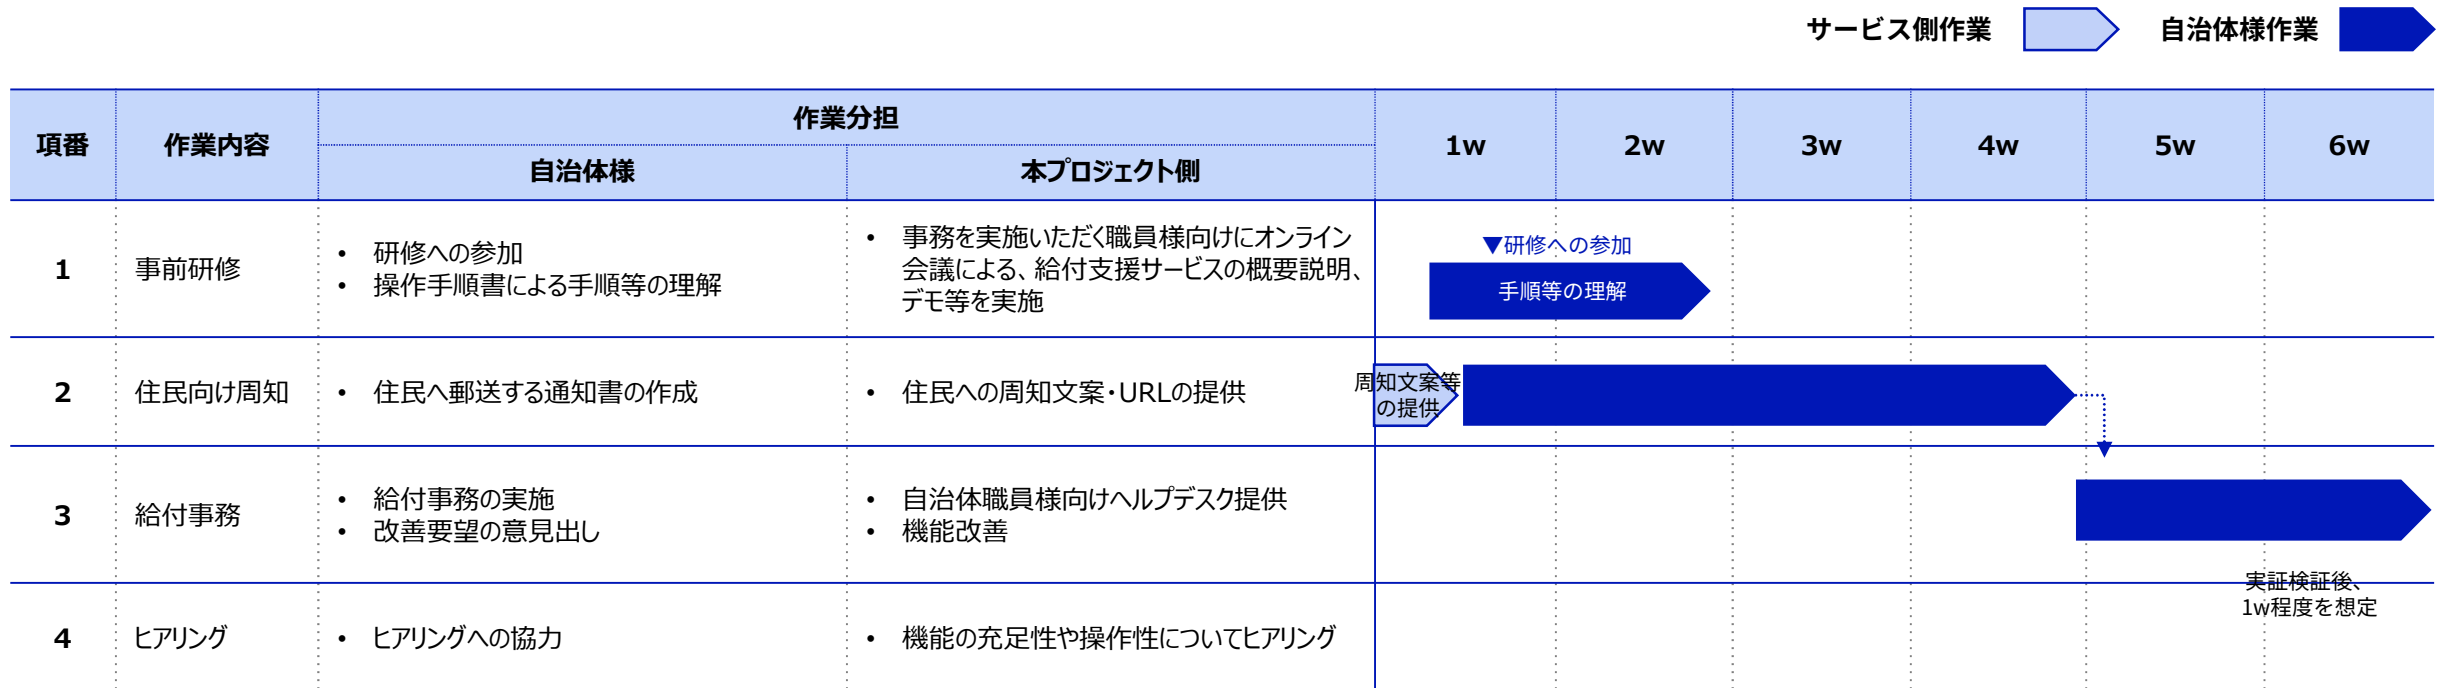 サービス側作業
自治体様作業
項番
作業内容
作業分担
自治体様
本プロジェクト側
1w
2w
3w
4w
5w
6w
1
事前研修
• 研修への参加
• 操作手順書による手順等の理解
• 事務を実施いただく職員様向けにオンライン
会議による、給付支援サービスの概要説明、
デモ等を実施
▼研修への参加
手順等の理解
2
住民向け周知
• 住民へ郵送する通知書の作成
• 住民への周知文案・URLの提供
周知文案等
の提供
3
給付事務
• 給付事務の実施
• 改善要望の意見出し
• 自治体職員様向けヘルプデスク提供
• 機能改善
4
ヒアリング
• ヒアリングへの協力
• 機能の充足性や操作性についてヒアリング
実証検証後、
1w程度を想定